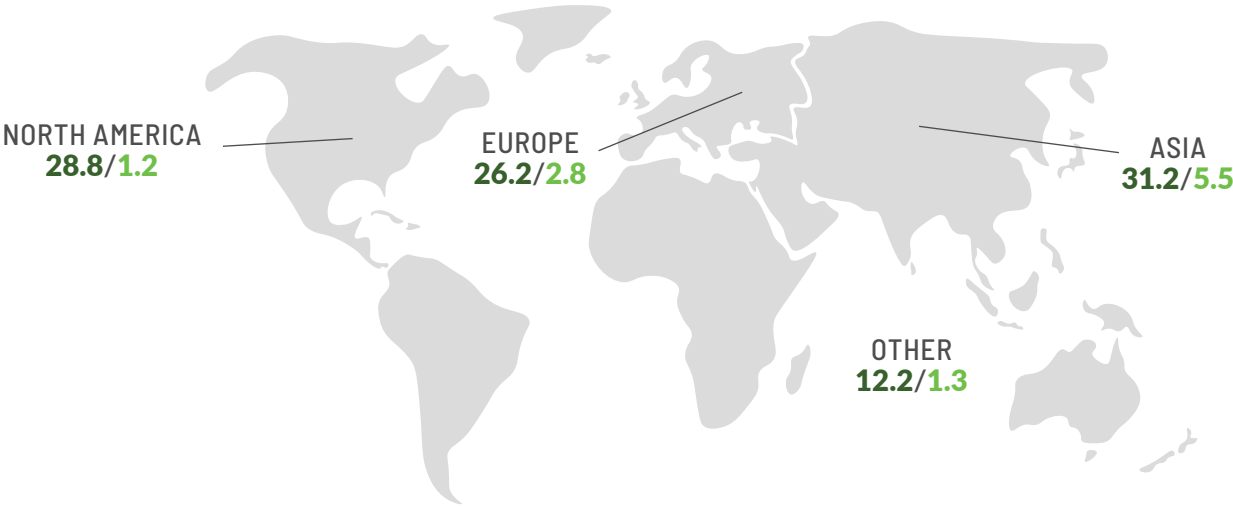 NORTH AMERICA
28.8/1.2
EUROPE
26.2/2.8
ASIA
31.2/5.5
OTHER
12.2/1.3